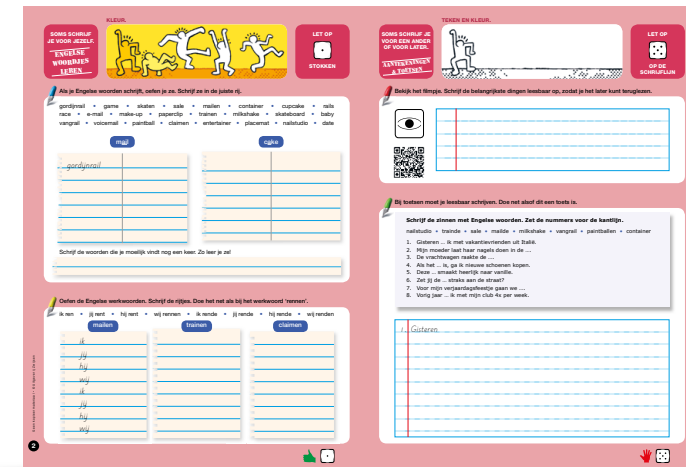 KLEUR.
SOMS SCHRIJF
JE VOOR JEZELF.
ENGELSE
WOORDJES
LEREN
LET OP
STOKKEN
Als je Engelse woorden schrijft, oefen je ze. Schrijf ze in de juiste rij.
gordijnrail • game • skaten • sale • mailen • container • cupcake • rails
race • e-mail • make-up • paperclip • trainen • milkshake • skateboard • baby
vangrail • voicemail • paintball • claimen • entertainer • placemat • nailstudio • date
mail
cake
gordijnrail
Schrijf de woorden die je moeilijk vindt nog een keer. Zo leer je ze!
Oefen de Engelse werkwoorden. Schrijf de rijtjes. Doe het net als bij het werkwoord ‘rennen’.
ik ren • jij rent • hij rent • wij rennen • ik rende • jij rende • hij rende • wij renden
mailen
trainen
claimen
ik
jij
hij
wij
ik
jij
hij
wij
2
TEKEN EN KLEUR.
SOMS SCHRIJF JE
VOOR EEN ANDER
OF VOOR LATER.
AANTEKENINGEN
& TOETSEN
LET OP
OP DE
SCHRIJFLIJN
Bekijk het filmpje. Schrijf de belangrijkste dingen leesbaar op, zodat je het later kunt teruglezen.
Bij toetsen moet je leesbaar schrijven. Doe net alsof dit een toets is.
Schrijf de zinnen met Engelse woorden. Zet de nummers voor de kantlijn.
nailstudio • trainde • sale • mailde • milkshake • vangrail • paintballen • container
1. Gisteren ... ik met vakantievrienden uit Italië.
2. Mijn moeder laat haar nagels doen in de ....
3. De vrachtwagen raakte de ....
4. Als het ... is, ga ik nieuwe schoenen kopen.
5. Deze ... smaakt heerlijk naar vanille.
6. Zet jij de ... straks aan de straat?
7. Voor mijn verjaardagsfeestje gaan we ....
8. Vorig jaar ... ik met mijn club 4x per week.
1. Gisteren